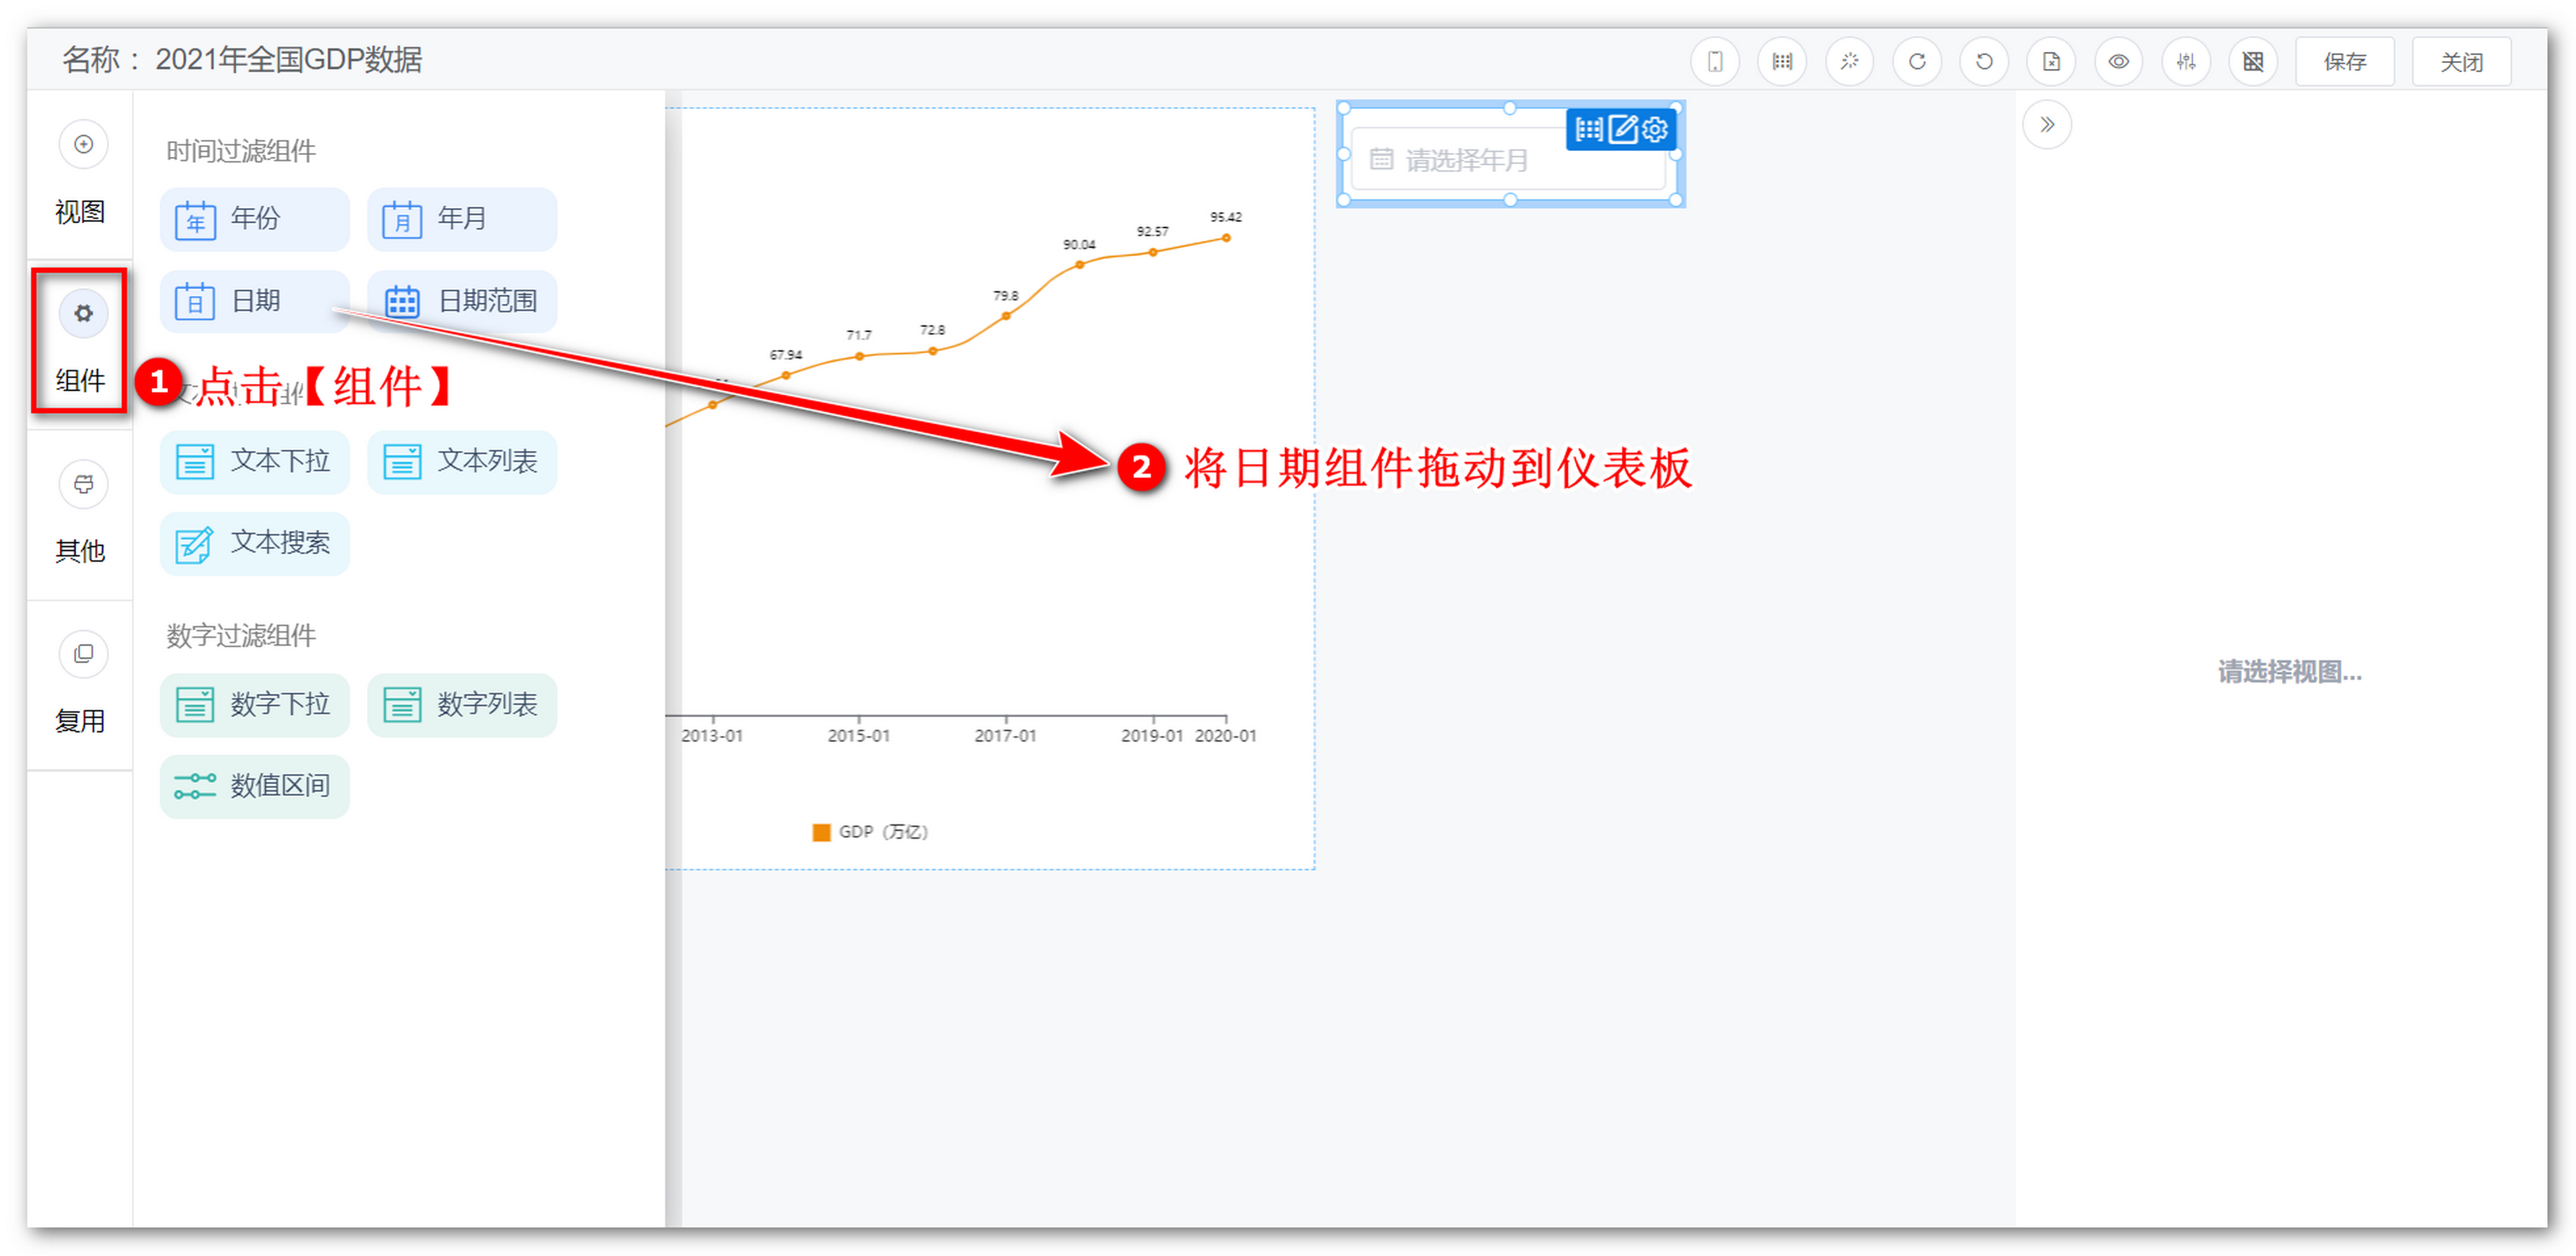 名称： 2021年全国GDP数据
保存 关闭
视图
组件
其他
复用
时间过滤组件
年 年份 月 年月
日 日期 日期范围
1 点击【组件】
文本下拉 文本列表
文本搜索
数字过滤组件
数字下拉 数字列表
数值区间
请选择年月
95.42
92.57
90.04
79.8
72.8
71.7
67.94
2 将日期组件拖动到仪表板
2013-01 2015-01 2017-01 2019-01 2020-01
GDP（万亿）
请选择视图...